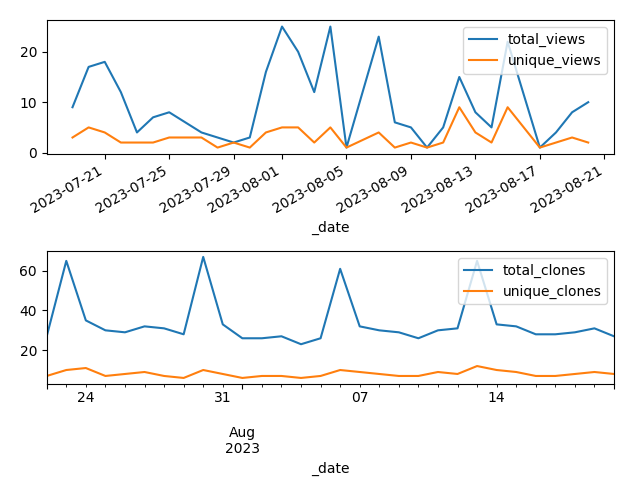 20
10
0
total_views
unique_views
2023-07-21
2023-07-25
2023-07-29
2023-08-01
2023-08-05
2023-08-09
2023-08-13
2023-08-17
2023-08-21
_date
60
40
20
total_clones
unique_clones
24
31
07
14
Aug
2023
_date